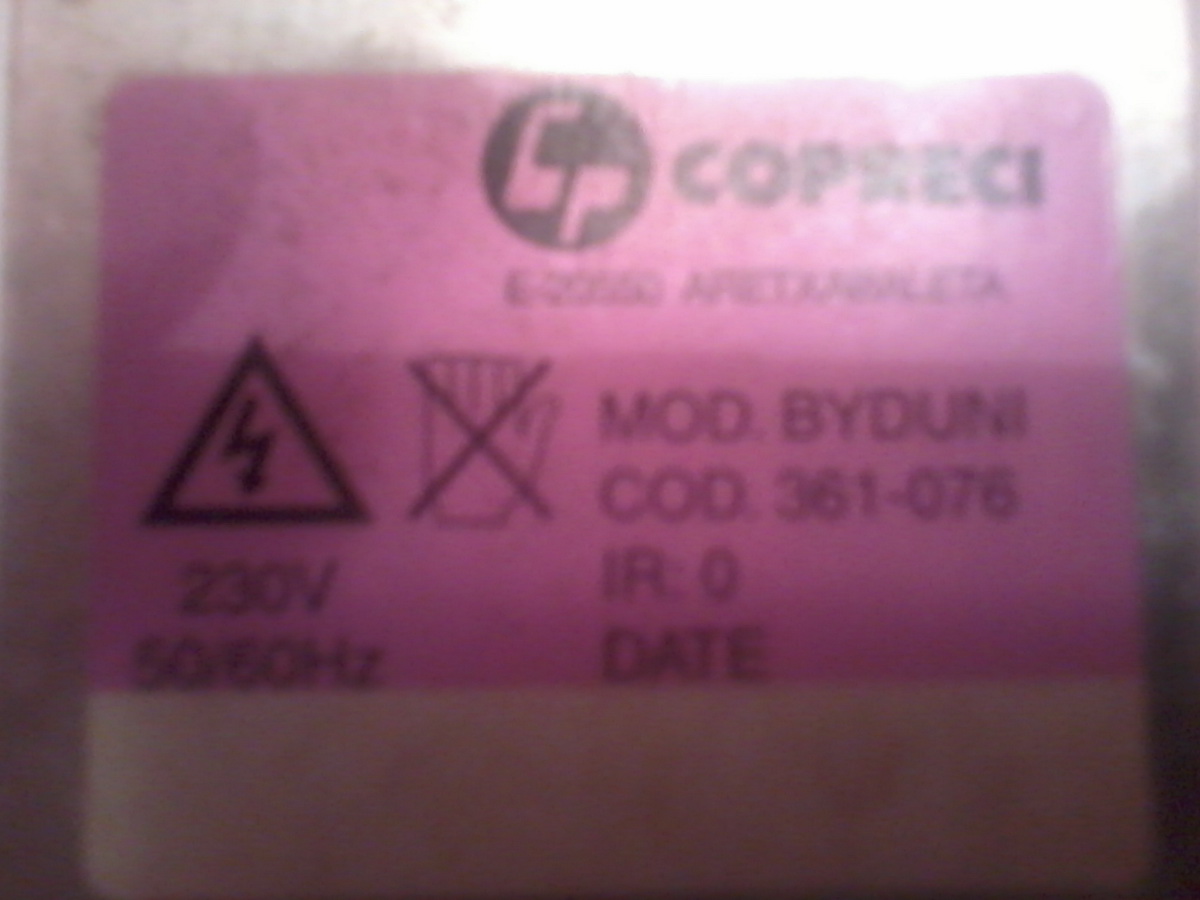 COPRECI
E-20550 ARETXABALETA
MOD. BYDUNI
COD. 361-076
IR: 0
DATE
230V
50/60Hz